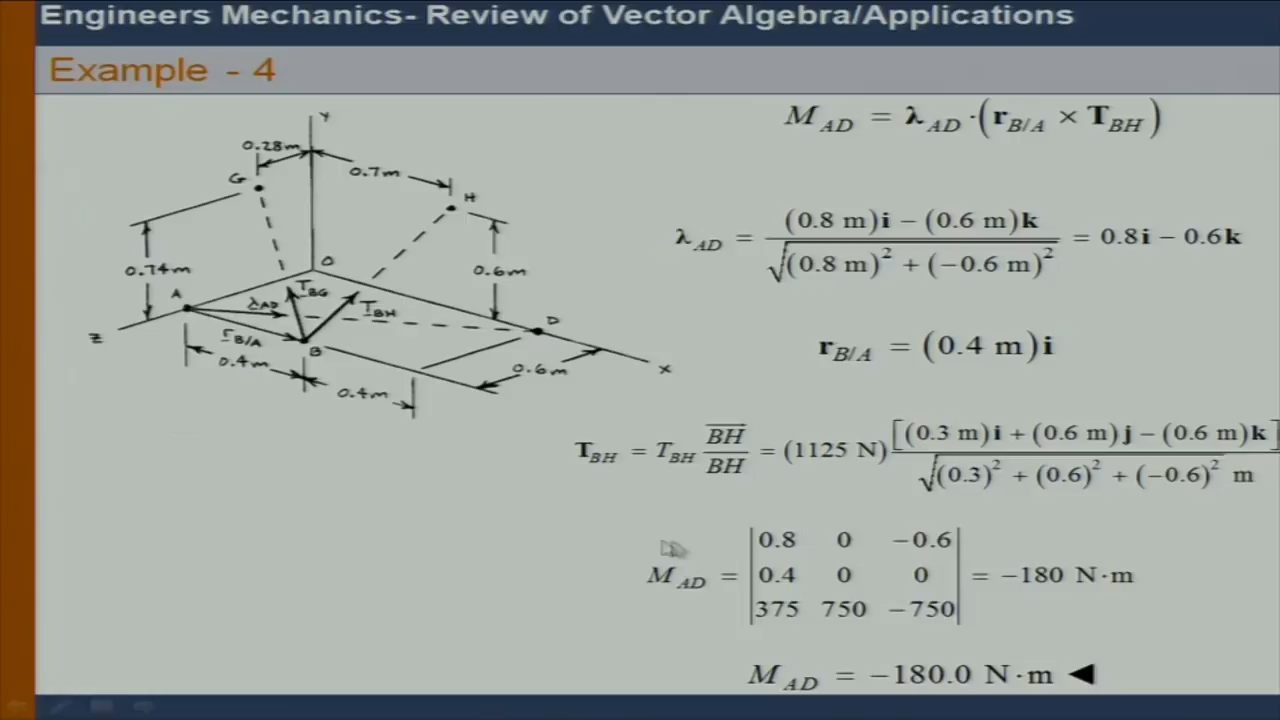 Engineers Mechanics- Review of Vector Algebra/Applications
Example - 4
M_AD = λ_AD · (r_B/A × T_BH)
λ_AD = (0.8 m)i − (0.6 m)k / √((0.8 m)² + (−0.6 m)²) = 0.8i − 0.6k
r_B/A = (0.4 m)i
T_BH = T_BH BH/BH = (1125 N) [(0.3 m)i + (0.6 m)j − (0.6 m)k] / √((0.3)² + (0.6)² + (−0.6)²) m
M_AD = | 0.8 0 −0.6 |
| 0.4 0 0 | = −180 N·m
| 375 750 −750 |
M_AD = −180.0 N·m ◄
Y
0.28m
0.7m
G
H
0.74m
O
0.6m
A
T_BG
λ_AD
T_BH
D
Z
r_B/A
B
0.4m
0.6m
X
0.4m